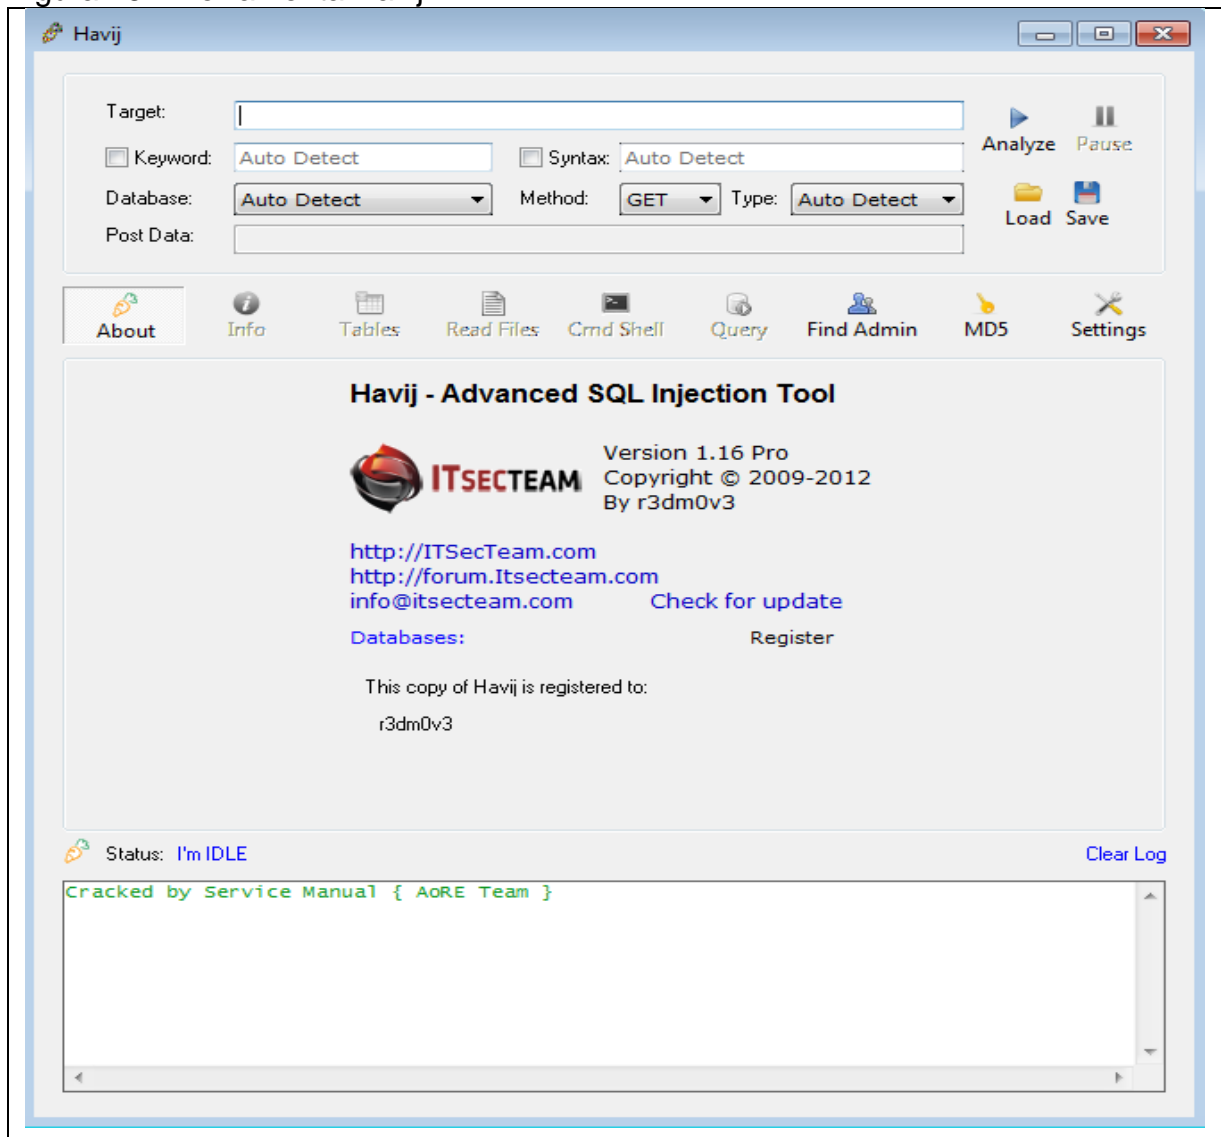 Havij
Target:
Analyze Pause
Keyword: Auto Detect Syntax: Auto Detect
Database: Auto Detect Method: GET Type: Auto Detect
Load Save
Post Data:
About Info Tables Read Files Cmd Shell Query Find Admin MD5 Settings
Havij - Advanced SQL Injection Tool
ITSECTEAM
Version 1.16 Pro
Copyright © 2009-2012
By r3dm0v3
http://ITSecTeam.com
http://forum.Itsecteam.com
info@itsecteam.com Check for update
Databases: Register
This copy of Havij is registered to:
r3dm0v3
Status: I'm IDLE Clear Log
Cracked by Service Manual { AoRE Team }